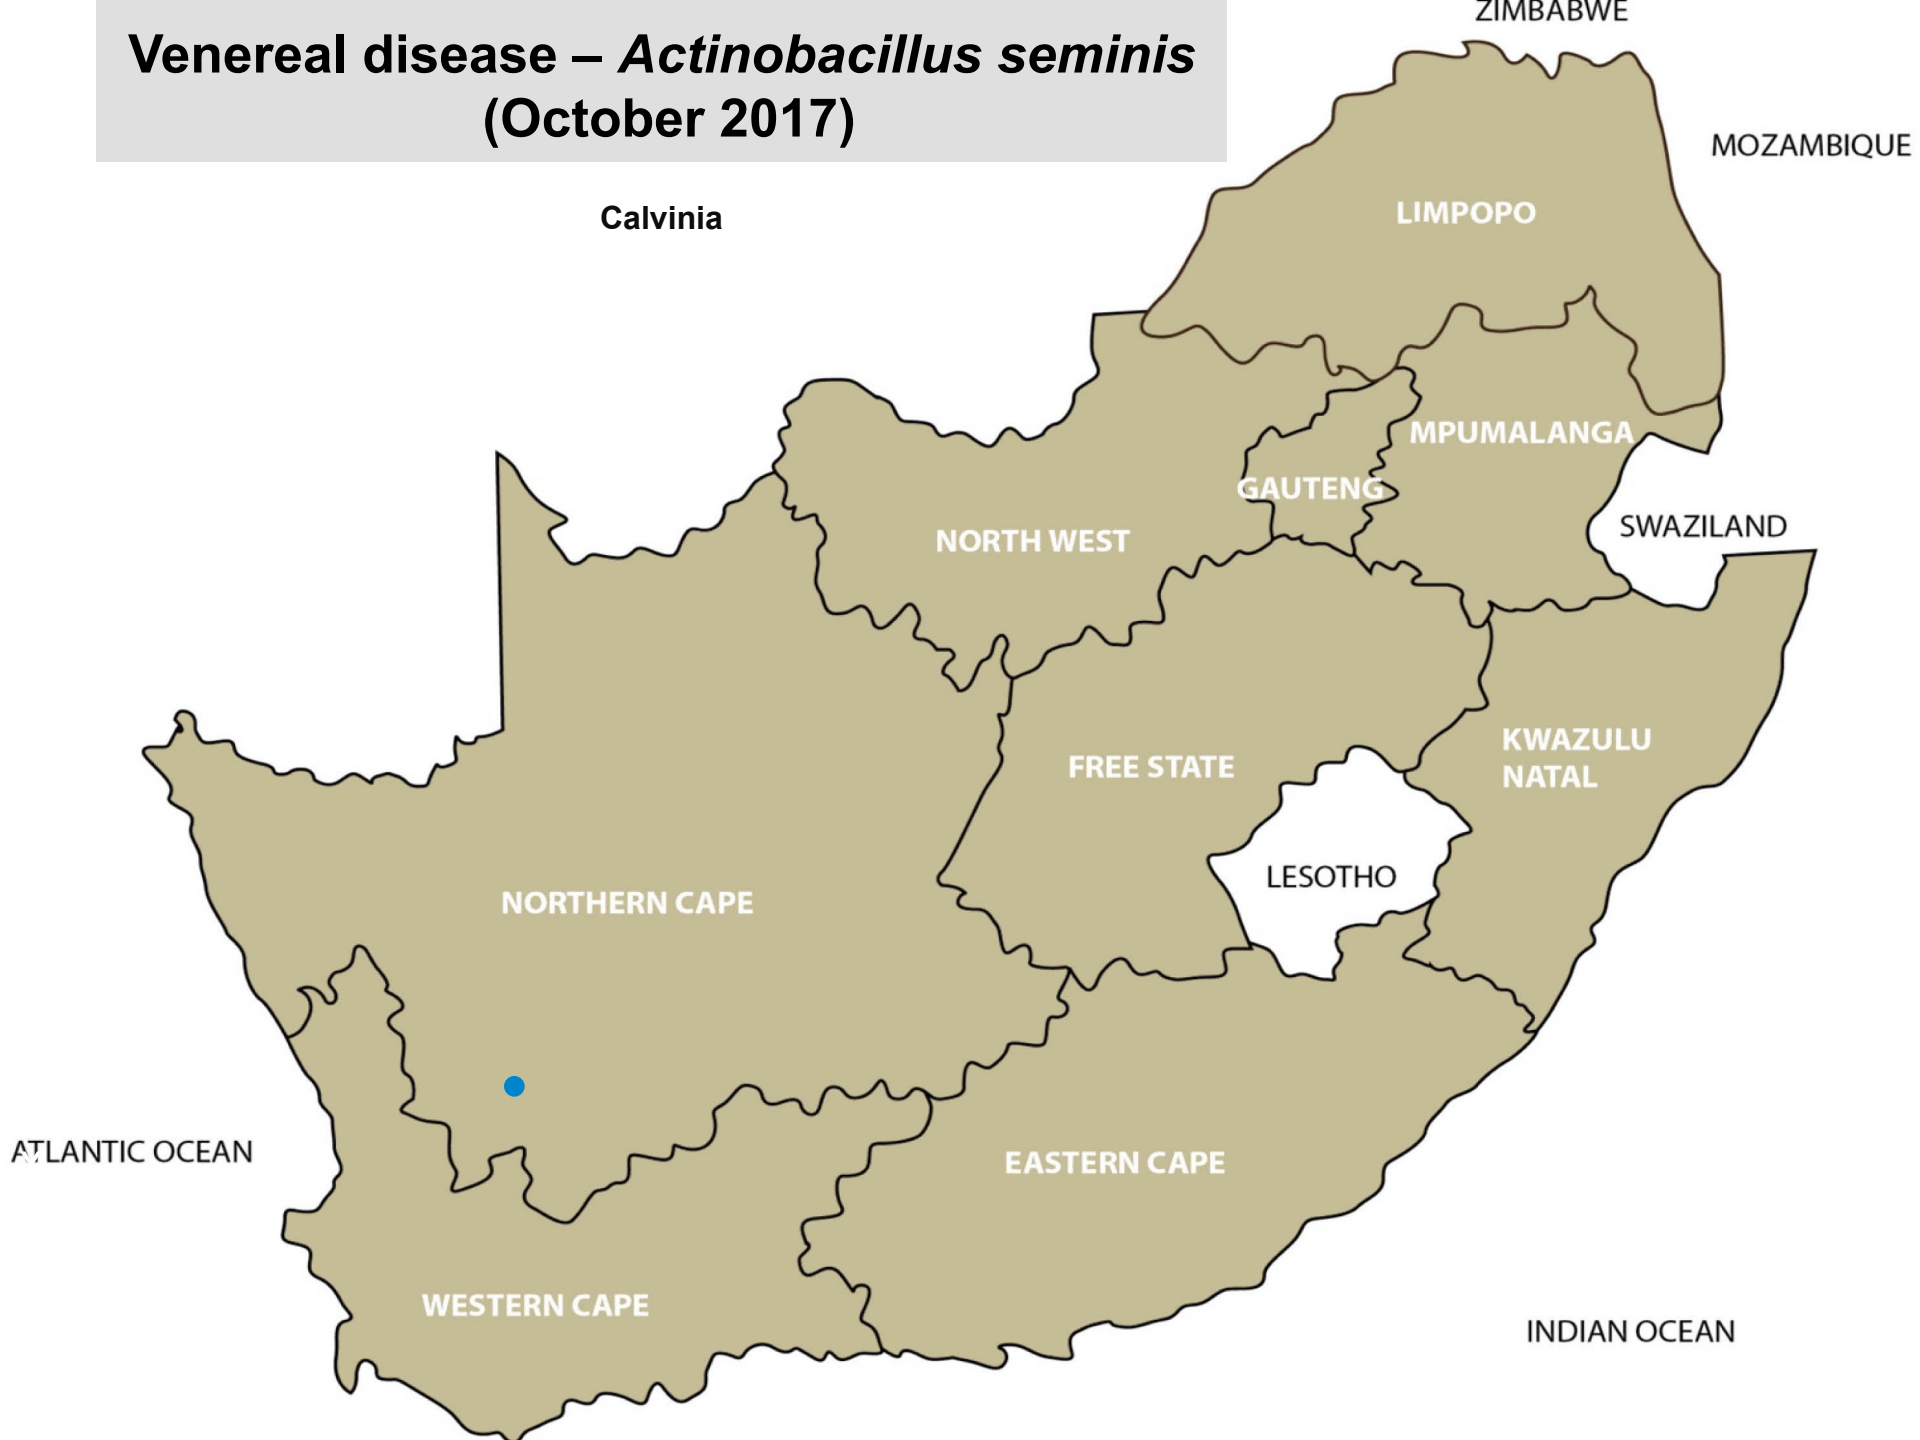 ZIMBABWE
Venereal disease – Actinobacillus seminis
(October 2017)
MOZAMBIQUE
Calvinia
LIMPOPO
MPUMALANGA
GAUTENG
SWAZILAND
NORTH WEST
KWAZULU
NATAL
FREE STATE
LESOTHO
NORTHERN CAPE
ATLANTIC OCEAN
EASTERN CAPE
WESTERN CAPE
INDIAN OCEAN